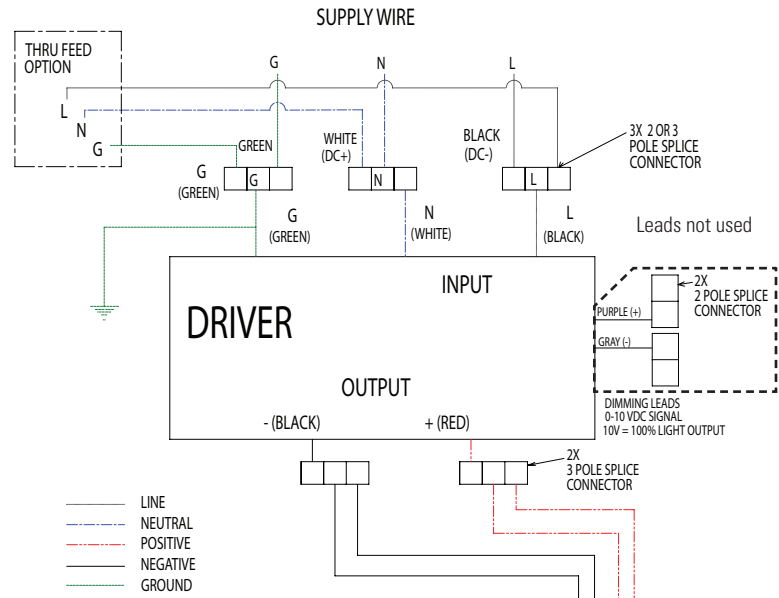 SUPPLY WIRE
THRU FEED
OPTION
G
N
L
L
N
G
GREEN
WHITE
(DC+)
BLACK
(DC-)
3X 2 OR 3
POLE SPLICE
CONNECTOR
G
(GREEN)
G
N
L
G
(GREEN)
N
(WHITE)
L
(BLACK)
Leads not used
INPUT
DRIVER
2X
2 POLE SPLICE
CONNECTOR
PURPLE (+)
GRAY (-)
OUTPUT
DIMMING LEADS
0-10 VDC SIGNAL
10V = 100% LIGHT OUTPUT
- (BLACK)
+ (RED)
2X
3 POLE SPLICE
CONNECTOR
LINE
NEUTRAL
POSITIVE
NEGATIVE
GROUND